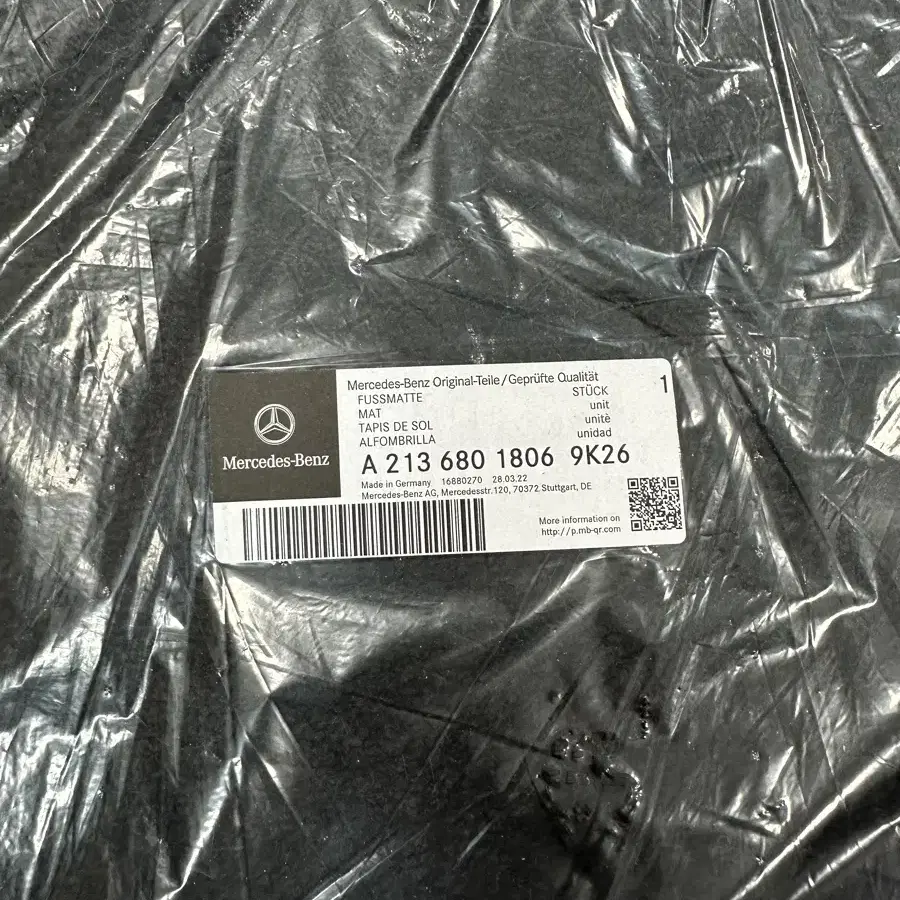 Mercedes-Benz
Mercedes-Benz Original-Teile/Geprüfte Qualität
1
FUSSMATTE STÜCK
MAT unit
TAPIS DE SOL unitè
ALFOMBRILLA unidad
A 213 680 1806 9K26
Made in Germany 16880270 28.03.22
Mercedes-Benz AG, Mercedesstr.120, 70372 Stuttgart, DE
More information on
http://p.mb-qr.com